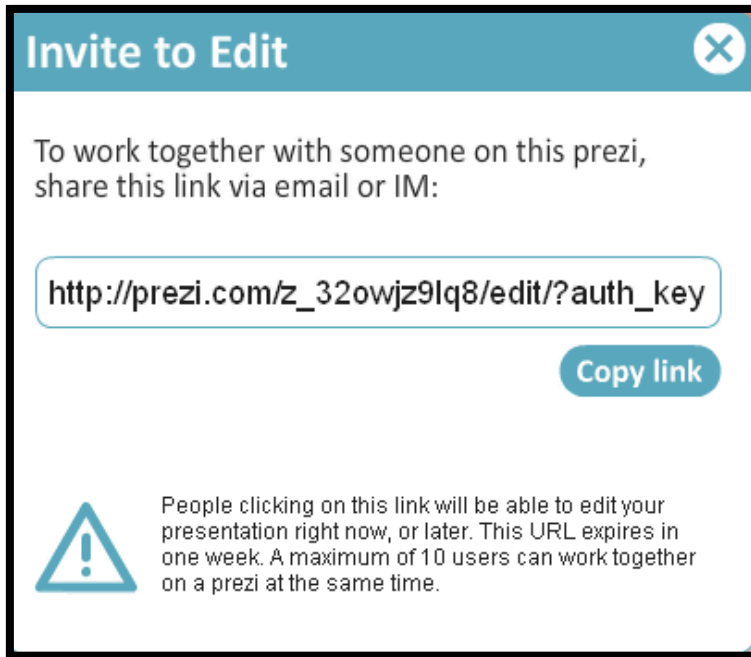 Invite to Edit
To work together with someone on this prezi,
share this link via email or IM:
http://prezi.com/z_32owjz9lq8/edit/?auth_key
Copy link
People clicking on this link will be able to edit your
presentation right now, or later. This URL expires in
one week. A maximum of 10 users can work together
on a prezi at the same time.